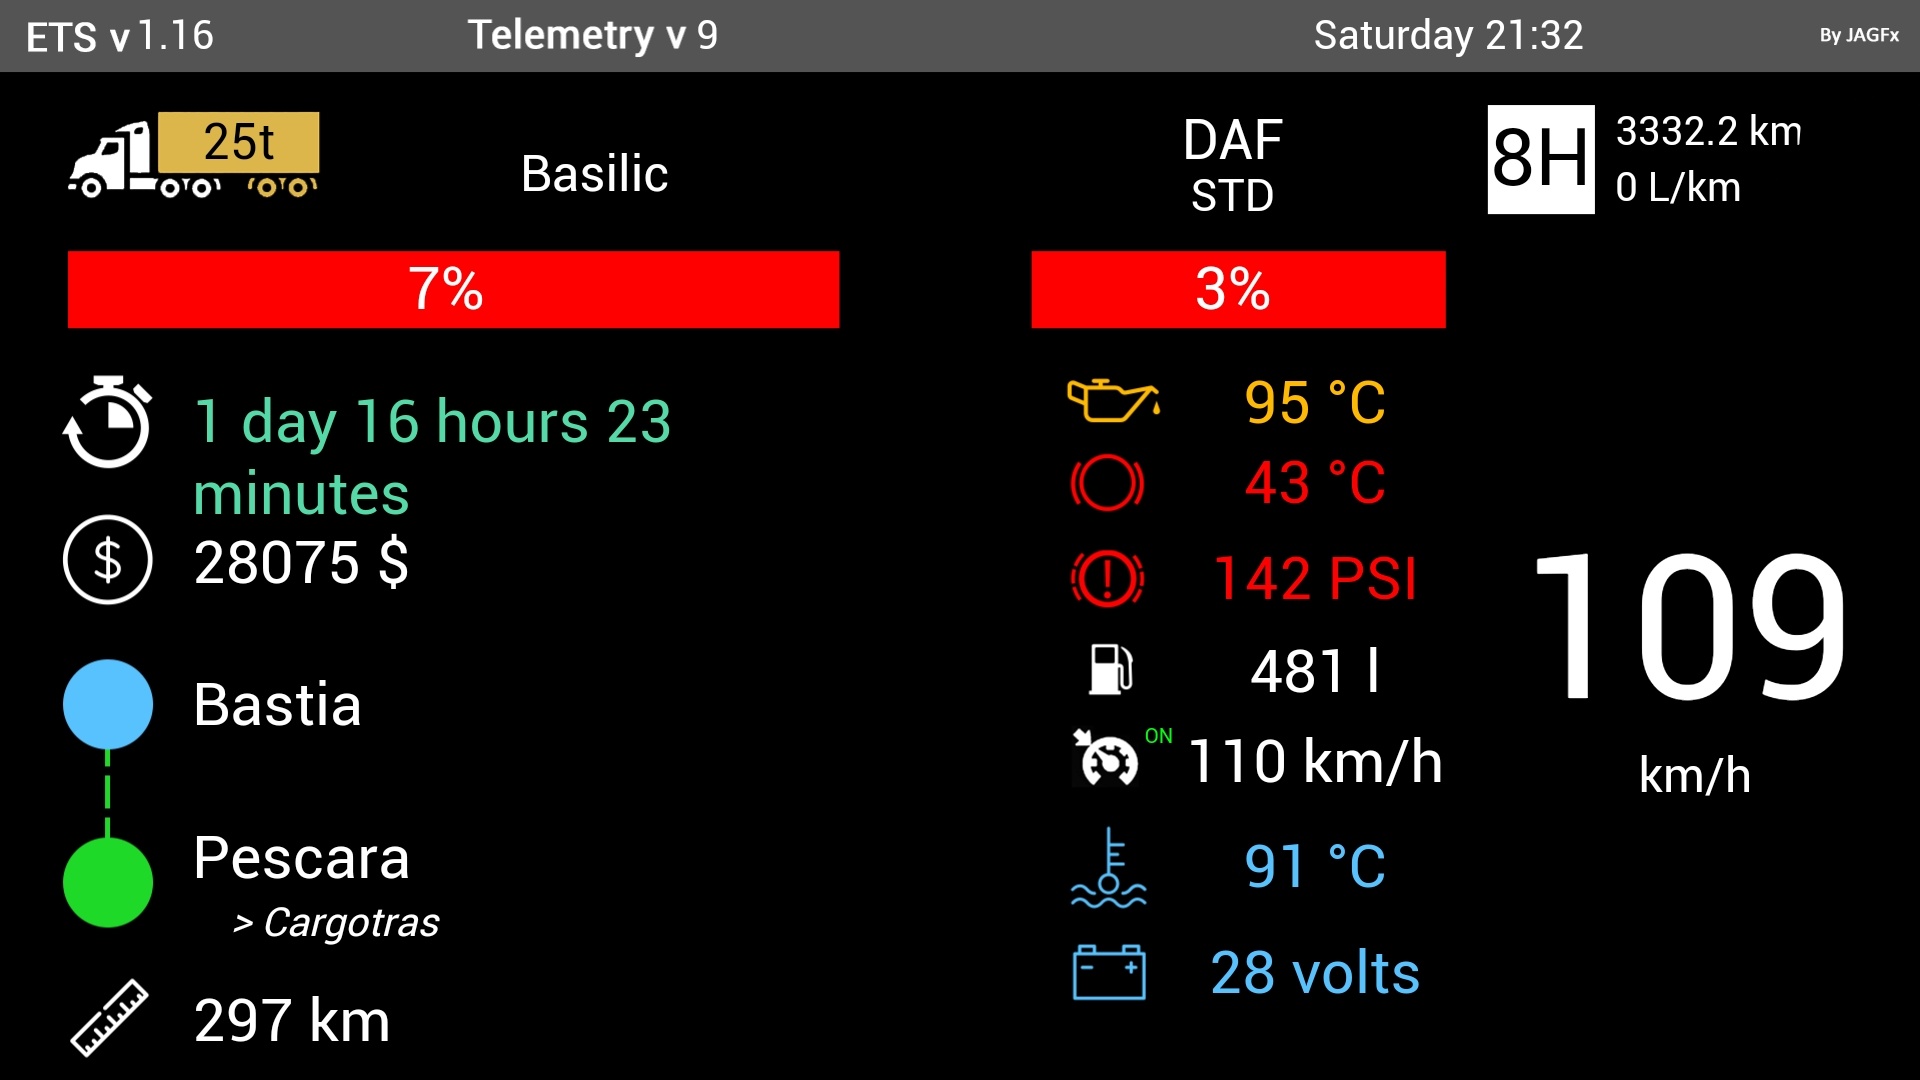 ETS v 1.16
Telemetry v 9
Saturday 21:32
By JAGFx
25t
Basilic
DAF
STD
8H
3332.2 km
0 L/km
7%
3%
1 day 16 hours 23
minutes
28075 $
Bastia
Pescara
> Cargotras
297 km
95 °C
43 °C
142 PSI
481 l
ON
110 km/h
91 °C
28 volts
109
km/h